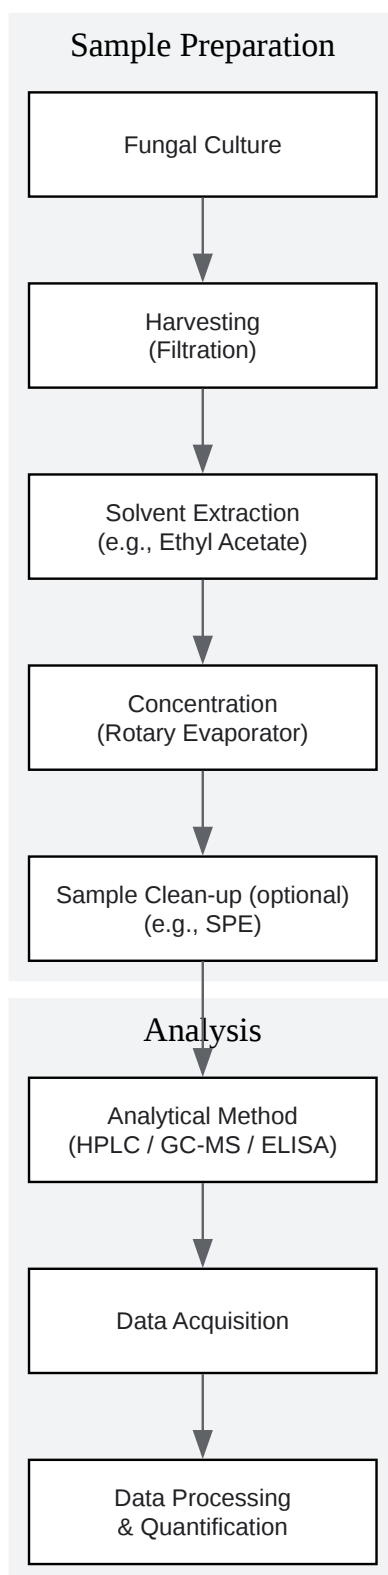 Sample Preparation
Fungal Culture
Harvesting
(Filtration)
Solvent Extraction
(e.g., Ethyl Acetate)
Concentration
(Rotary Evaporator)
Sample Clean-up (optional)
(e.g., SPE)
Analysis
Analytical Method
(HPLC / GC-MS / ELISA)
Data Acquisition
Data Processing
& Quantification